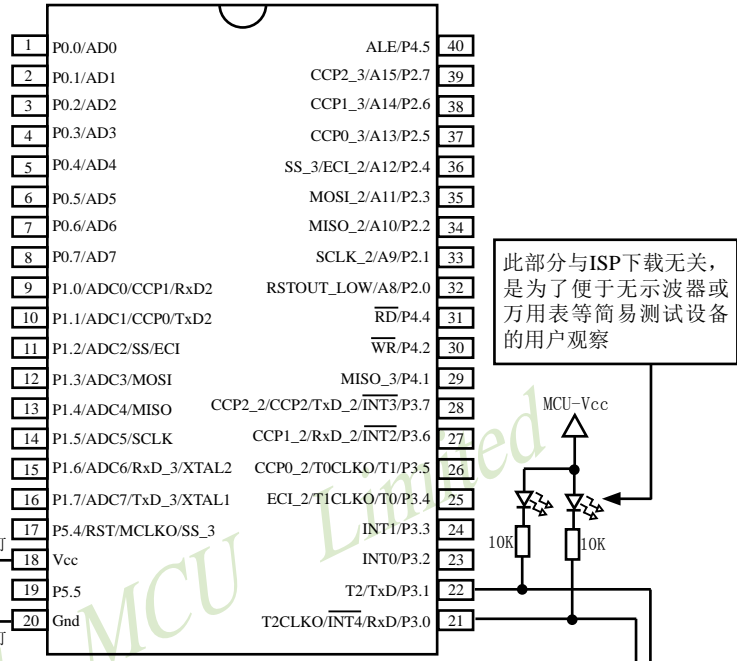 1 P0.0/AD0 ALE/P4.5 40
2 P0.1/AD1 CCP2_3/A15/P2.7 39
3 P0.2/AD2 CCP1_3/A14/P2.6 38
4 P0.3/AD3 CCP0_3/A13/P2.5 37
5 P0.4/AD4 SS_3/ECI_2/A12/P2.4 36
6 P0.5/AD5 MOSI_2/A11/P2.3 35
7 P0.6/AD6 MISO_2/A10/P2.2 34
8 P0.7/AD7 SCLK_2/A9/P2.1 33
9 P1.0/ADC0/CCP1/RxD2 RSTOUT_LOW/A8/P2.0 32
10 P1.1/ADC1/CCP0/TxD2 RD/P4.4 31
11 P1.2/ADC2/SS/ECI WR/P4.2 30
12 P1.3/ADC3/MOSI MISO_3/P4.1 29
13 P1.4/ADC4/MISO CCP2_2/CCP2/TxD_2/INT3/P3.7 28
14 P1.5/ADC5/SCLK CCP1_2/RxD_2/INT2/P3.6 27
15 P1.6/ADC6/RxD_3/XTAL2 CCP0_2/T0CLKO/T1/P3.5 26
16 P1.7/ADC7/TxD_3/XTAL1 ECI_2/T1CLKO/T0/P3.4 25
17 P5.4/RST/MCLKO/SS_3 INT1/P3.3 24
18 Vcc INT0/P3.2 23
19 P5.5 T2/TxD/P3.1 22
20 Gnd T2CLKO/INT4/RxD/P3.0 21
此部分与ISP下载无关，
是为了便于无示波器或
万用表等简易测试设备
的用户观察
MCU-Vcc
10K
10K
MCU Limited